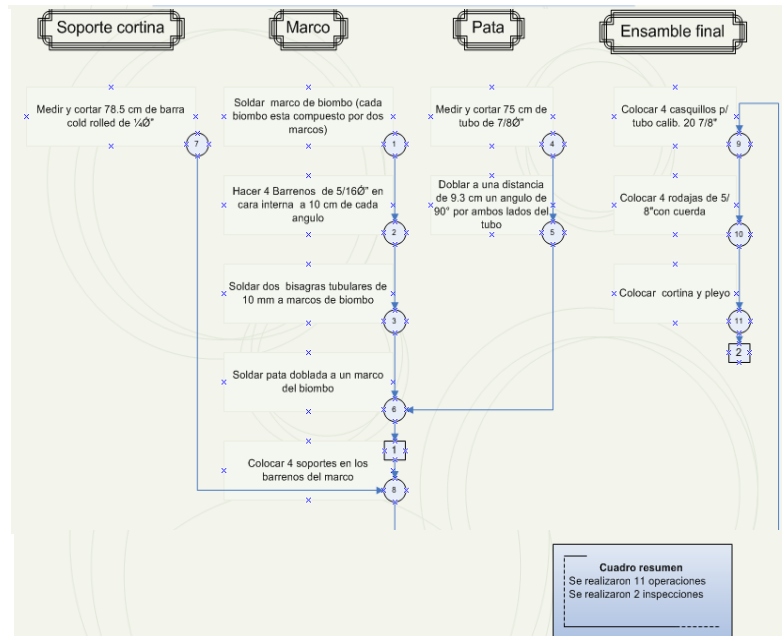 Soporte cortina
Marco
Pata
Ensamble final
Medir y cortar 78.5 cm de barra
cold rolled de ¼Ø"
7
Soldar marco de biombo (cada
biombo esta compuesto por dos
marcos)
1
Hacer 4 Barrenos de 5/16Ø" en
cara interna a 10 cm de cada
angulo
2
Soldar dos bisagras tubulares de
10 mm a marcos de biombo
3
Soldar pata doblada a un marco
del biombo
6
1
Colocar 4 soportes en los
barrenos del marco
8
Medir y cortar 75 cm de
tubo de 7/8Ø"
4
Doblar a una distancia
de 9.3 cm un angulo de
90° por ambos lados del
tubo
5
Colocar 4 casquillos p/
tubo calib. 20 7/8"
9
Colocar 4 rodajas de 5/
8"con cuerda
10
Colocar cortina y pleyo
11
2
Cuadro resumen
Se realizaron 11 operaciones
Se realizaron 2 inspecciones